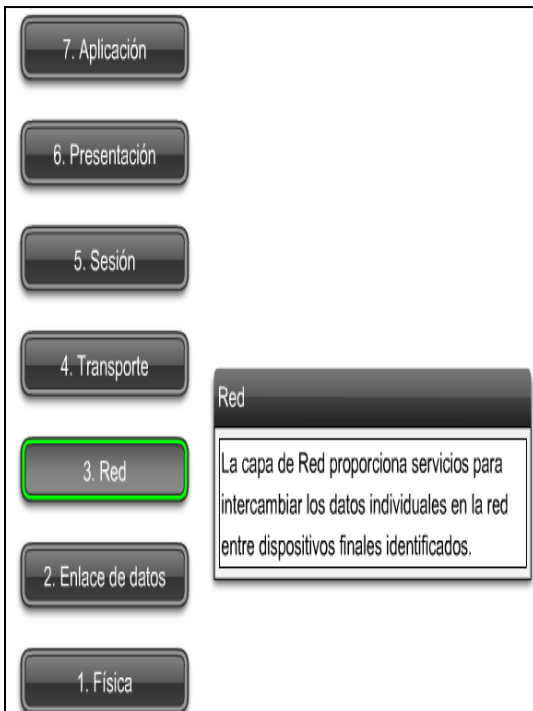 7. Aplicación
6. Presentación
5. Sesión
4. Transporte
3. Red
2. Enlace de datos
1. Física
Red
La capa de Red proporciona servicios para
intercambiar los datos individuales en la red
entre dispositivos finales identificados.